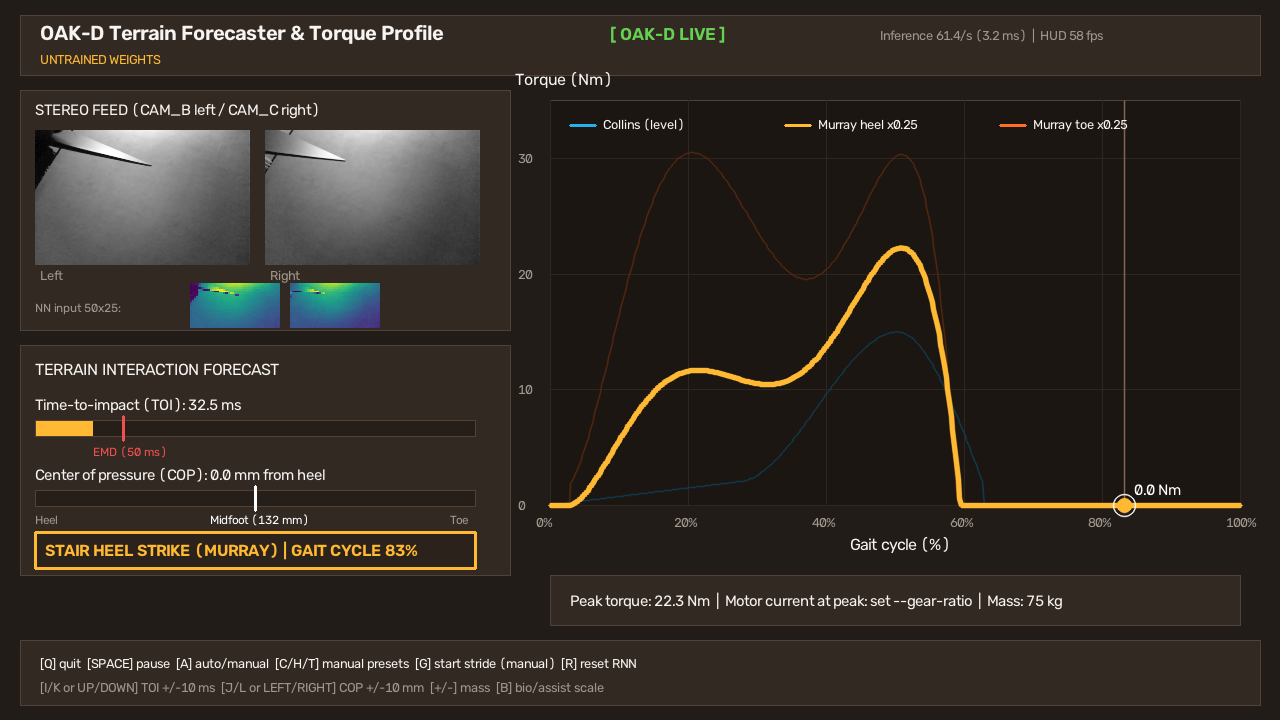 OAK-D Terrain Forecaster & Torque Profile
[ OAK-D LIVE ]
Inference 61.4/s (3.2 ms) | HUD 58 fps
UNTRAINED WEIGHTS
STEREO FEED (CAM_B left / CAM_C right)
Left
Right
NN input 50x25:
TERRAIN INTERACTION FORECAST
Time-to-impact (TOI): 32.5 ms
EMD (50 ms)
Center of pressure (COP): 0.0 mm from heel
Heel
Midfoot (132 mm)
Toe
STAIR HEEL STRIKE (MURRAY) | GAIT CYCLE 83%
Torque (Nm)
Collins (level)
Murray heel x0.25
Murray toe x0.25
30
20
10
0
0.0 Nm
0%
20%
40%
60%
80%
100%
Gait cycle (%)
Peak torque: 22.3 Nm | Motor current at peak: set --gear-ratio | Mass: 75 kg
[Q] quit [SPACE] pause [A] auto/manual [C/H/T] manual presets [G] start stride (manual) [R] reset RNN
[I/K or UP/DOWN] TOI +/-10 ms [J/L or LEFT/RIGHT] COP +/-10 mm [+/-] mass [B] bio/assist scale